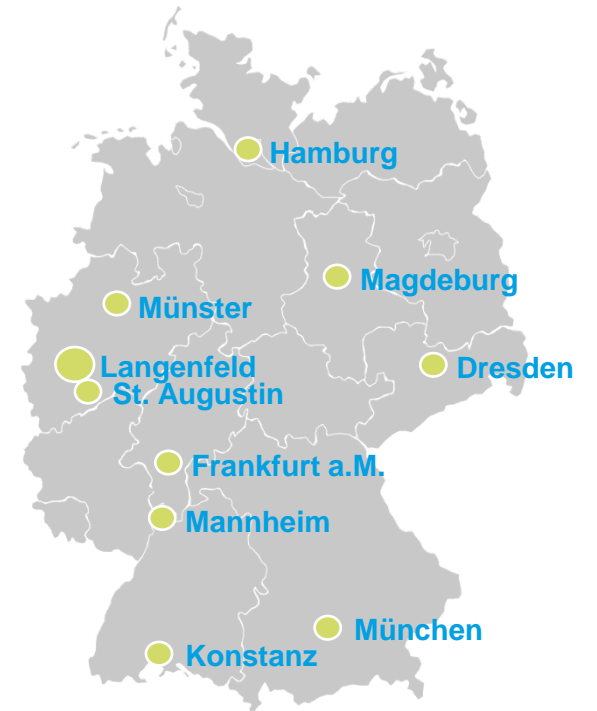 Hamburg
Magdeburg
Münster
Langenfeld
Dresden
St. Augustin
Frankfurt a.M.
Mannheim
München
Konstanz